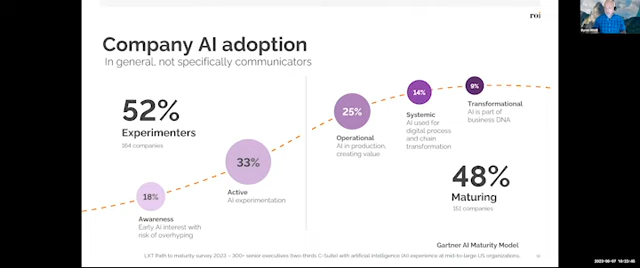 roi
Company AI adoption
In general, not specifically communicators
52%
Experimenters
164 companies
18%
Awareness
Early AI interest with
risk of overhyping
33%
Active
AI experimentation
25%
Operational
AI in production,
creating value
14%
Systemic
AI used for
digital process
and chain
transformation
9%
Transformational
AI is part of
business DNA
48%
Maturing
151 companies
Gartner AI Maturity Model
LXT Path to maturity survey 2023 – 300+ senior executives (two-thirds C-Suite) with artificial intelligence (AI) experience at mid-to-large US organizations.